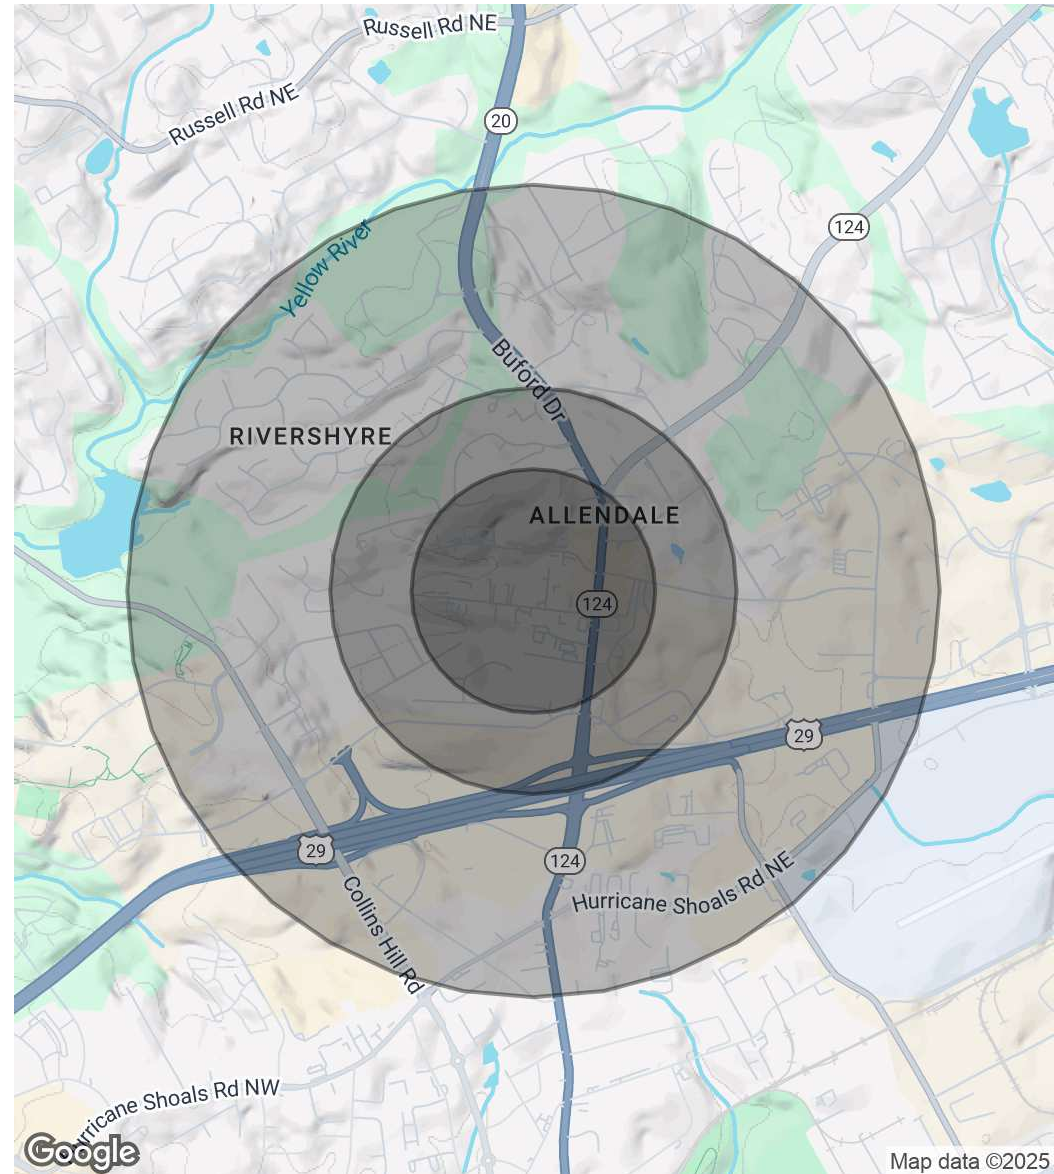 Russell Rd NE
Russell Rd NE
20
124
Yellow River
Buford Dr
RIVERSHYRE
ALLENDALE
124
29
29
124
Collins Hill Rd
Hurricane Shoals Rd NE
Hurricane Shoals Rd NW
Google
Map data ©2025